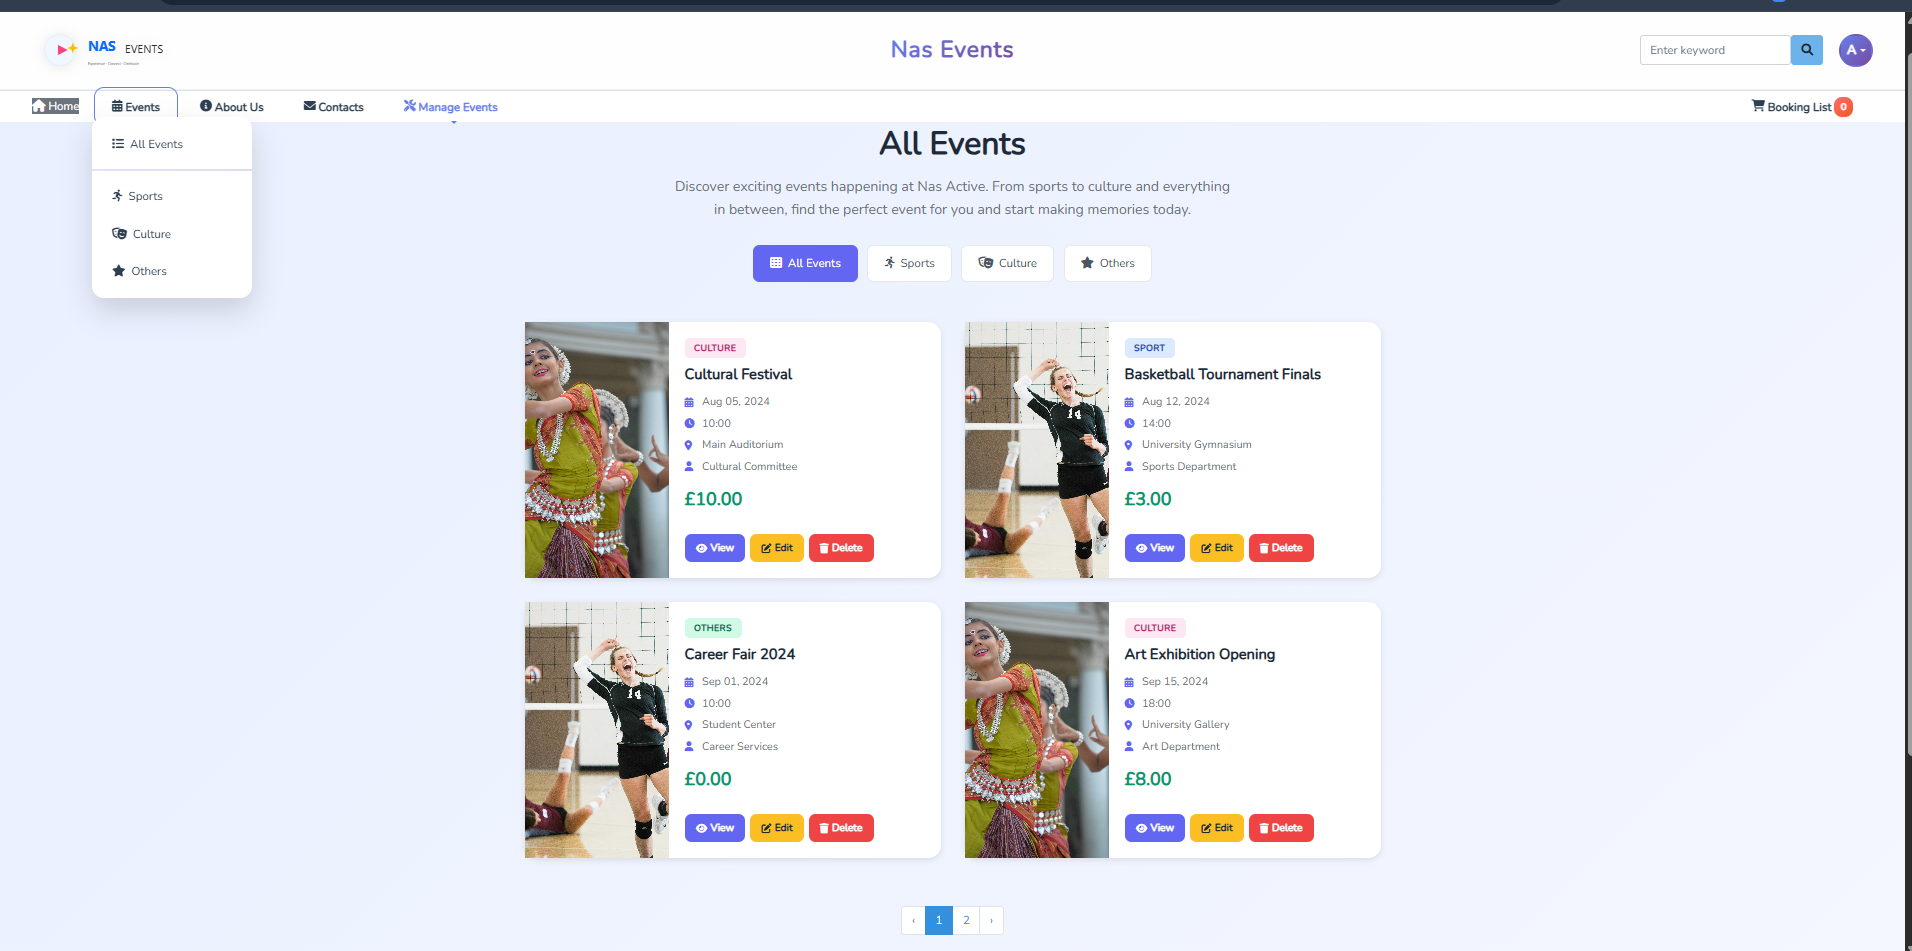 NAS EVENTS
Nas Events
Enter keyword
A
Home
Events
About Us
Contacts
Manage Events
Booking List 0
All Events
Sports
Culture
Others
All Events
Discover exciting events happening at Nas Active. From sports to culture and everything
in between, find the perfect event for you and start making memories today.
All Events
Sports
Culture
Others
CULTURE
Cultural Festival
Aug 05, 2024
10:00
Main Auditorium
Cultural Committee
£10.00
View
Edit
Delete
SPORT
Basketball Tournament Finals
Aug 12, 2024
14:00
University Gymnasium
Sports Department
£3.00
View
Edit
Delete
14
OTHERS
Career Fair 2024
Sep 01, 2024
10:00
Student Center
Career Services
£0.00
View
Edit
Delete
14
CULTURE
Art Exhibition Opening
Sep 15, 2024
18:00
University Gallery
Art Department
£8.00
View
Edit
Delete
‹ 1 2 ›